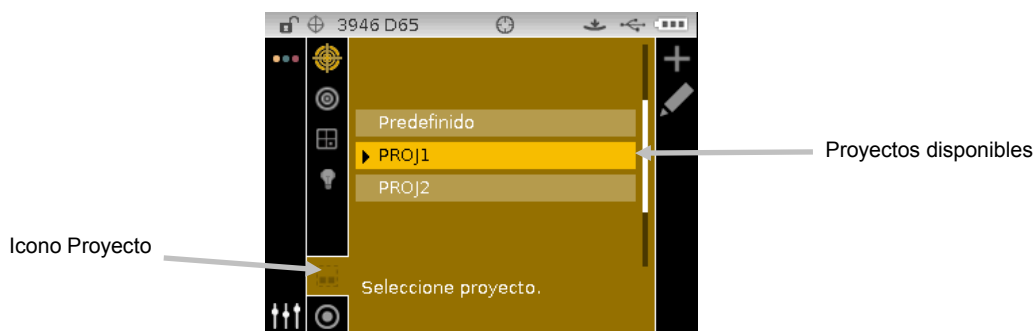 3946 D65
Predefinido
PROJ1
PROJ2
Seleccione proyecto.
Proyectos disponibles
Icono Proyecto